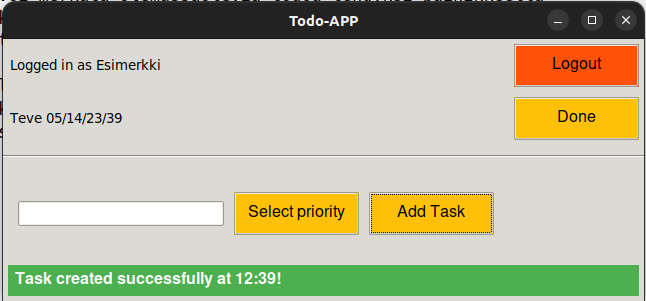 Todo-APP
Logged in as Esimerkki
Logout
Teve 05/14/23/39
Done
Select priority
Add Task
Task created successfully at 12:39!